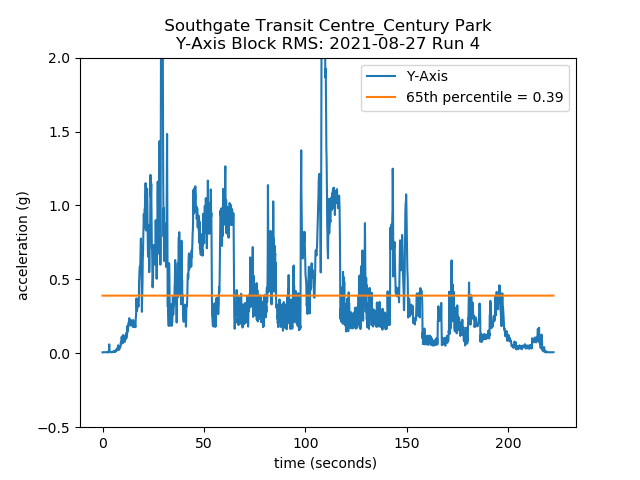 Southgate Transit Centre_Century Park
Y-Axis Block RMS: 2021-08-27 Run 4
Y-Axis
65th percentile = 0.39
acceleration (g)
2.0
1.5
1.0
0.5
0.0
−0.5
0 50 100 150 200
time (seconds)